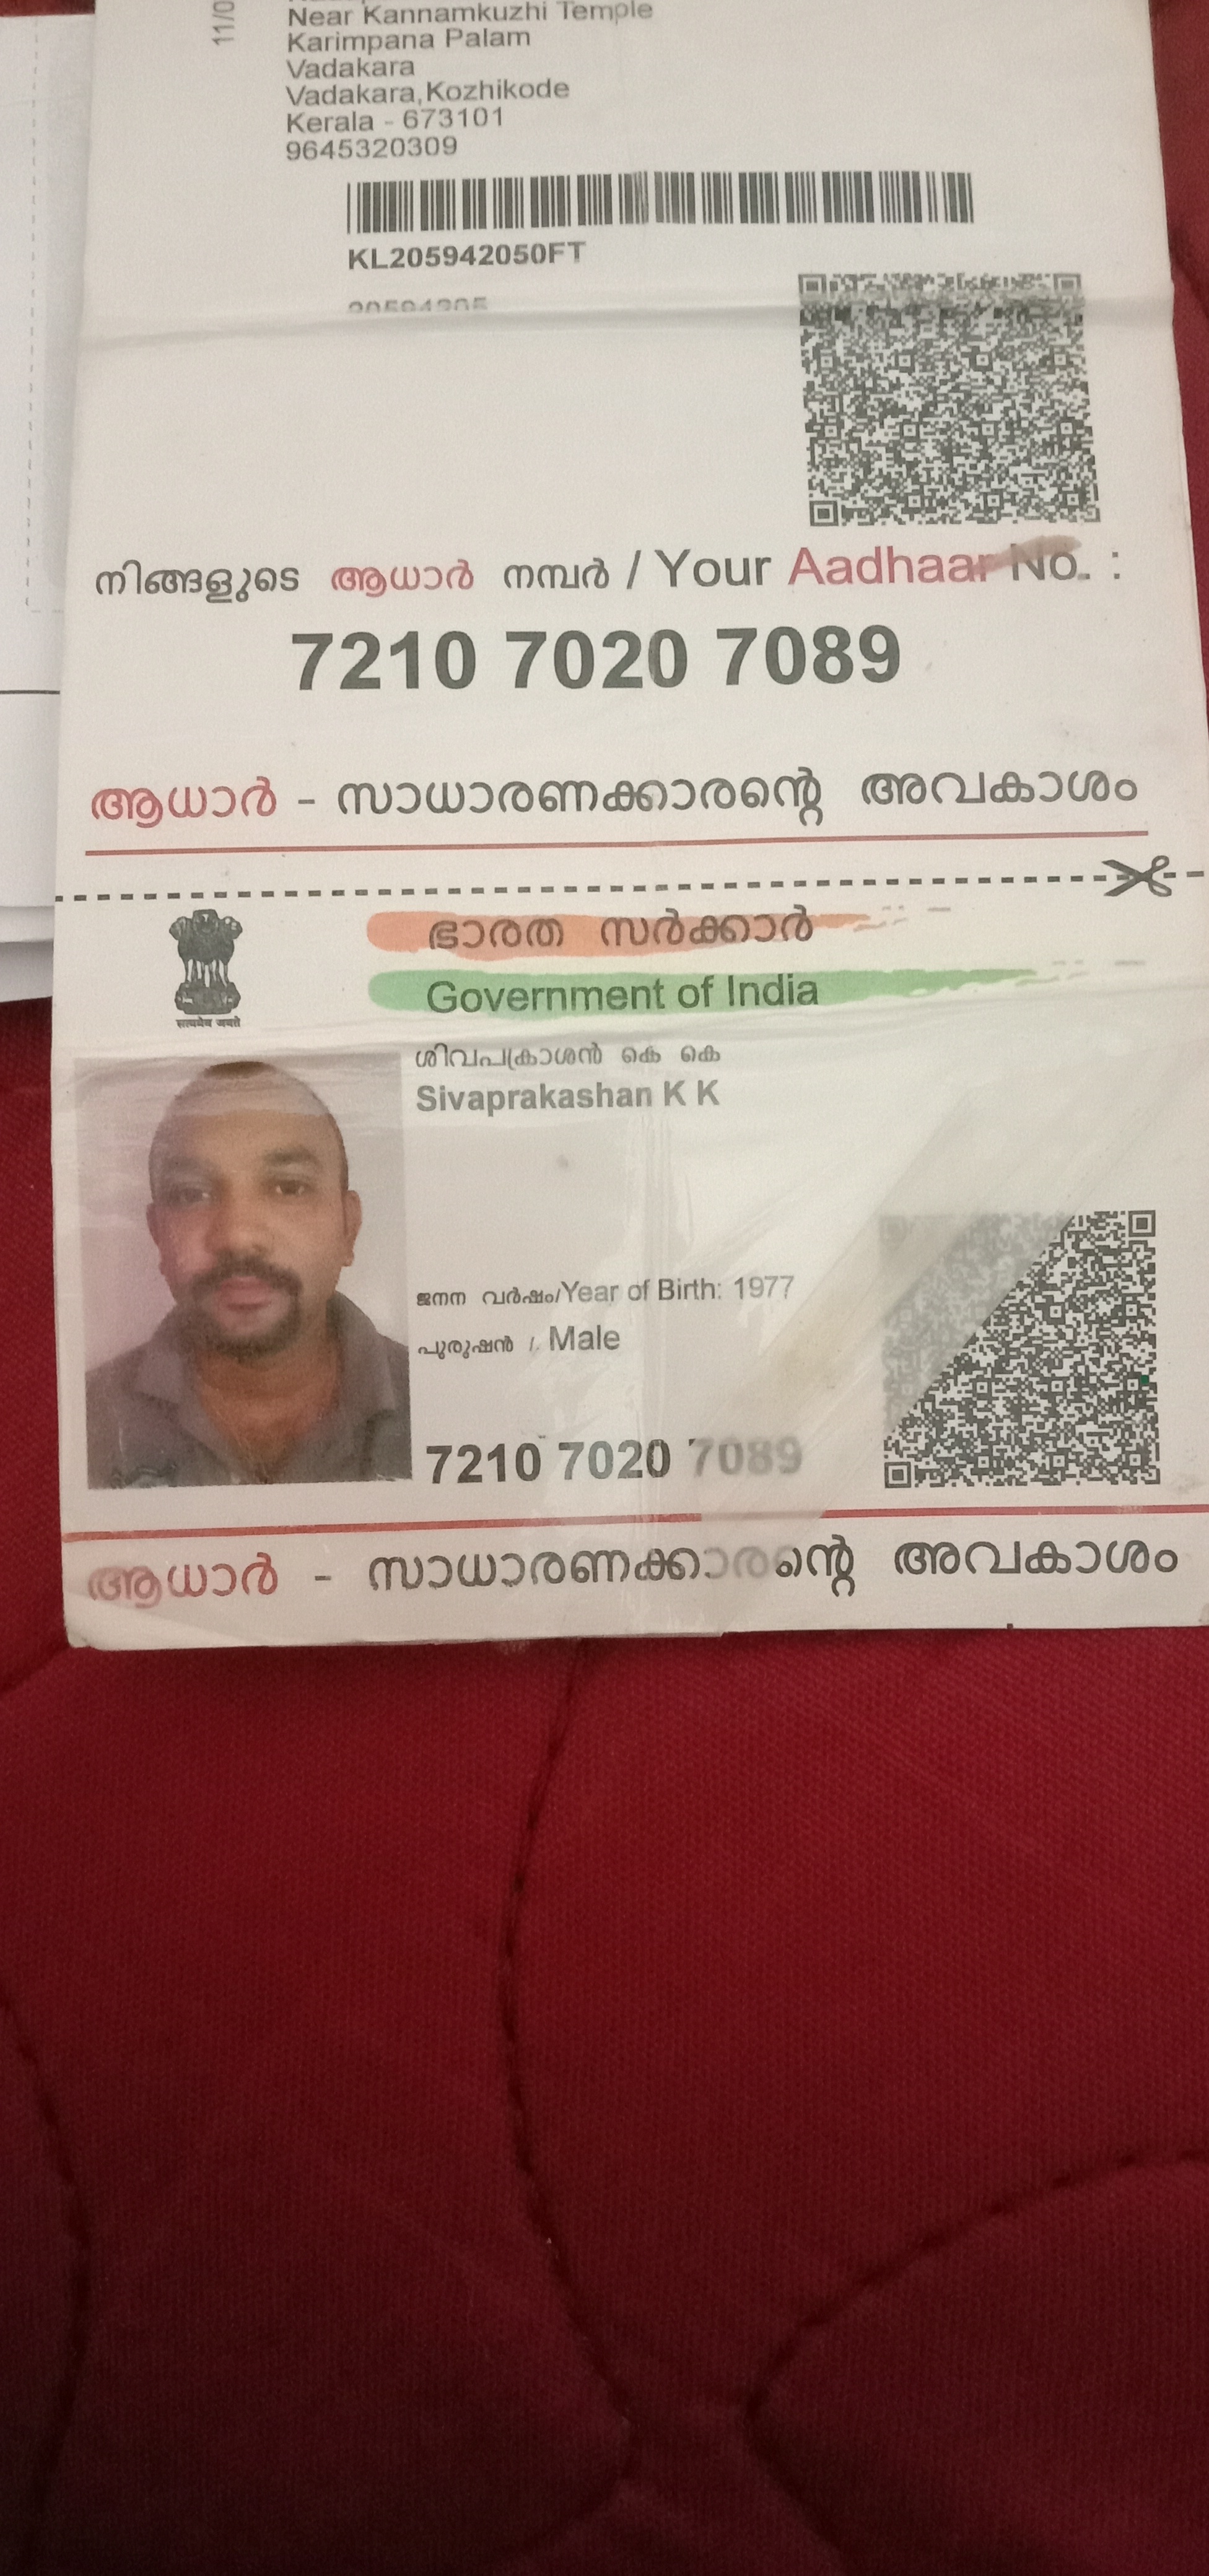 11/0
Near Kannamkuzhi Temple
Karimpana Palam
Vadakara
Vadakara,Kozhikode
Kerala - 673101
9645320309
KL205942050FT
നിങ്ങളുടെ ആധാർ നമ്പർ / Your Aadhaar No. :
7210 7020 7089
ആധാർ - സാധാരണക്കാരന്റെ അവകാശം
ഭാരത സർക്കാർ
Government of India
सत्यमेव जयते
ശിവപ്രകാശൻ കെ കെ
Sivaprakashan K K
ജനന വർഷം/Year of Birth: 1977
പുരുഷൻ / Male
7210 7020 7089
ആധാർ - സാധാരണക്കാരന്റെ അവകാശം